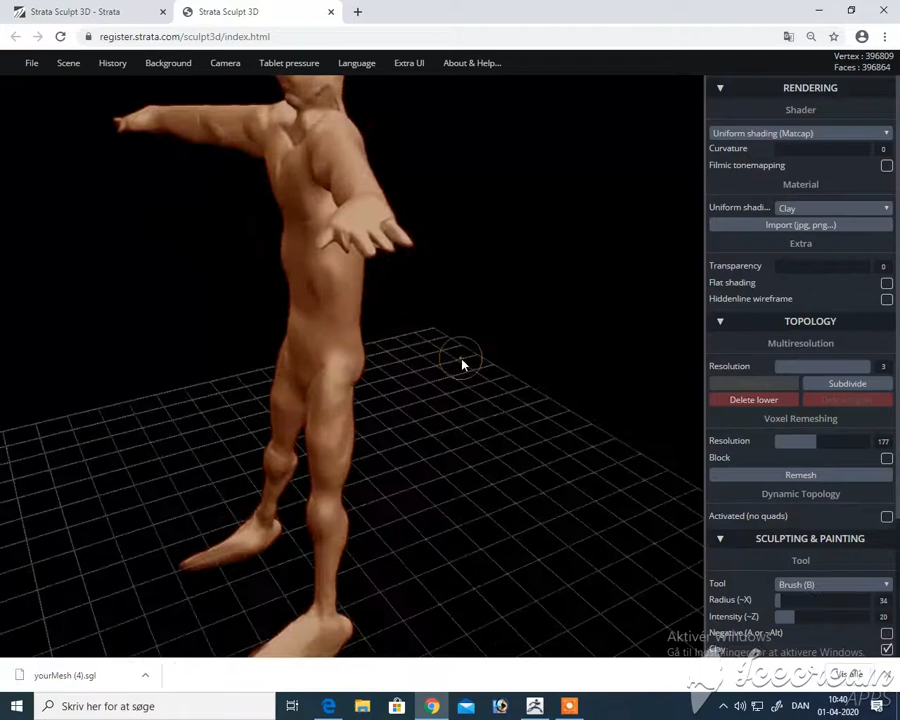 Strata Sculpt 3D - Strata
Strata Sculpt 3D
register.strata.com/sculpt3d/index.html
File Scene History Background Camera Tablet pressure Language Extra UI About & Help...
Vertex : 396809
Faces : 396864
RENDERING
Shader
Uniform shading (Matcap)
Curvature 0
Filmic tonemapping
Material
Uniform shadi... Clay
Import (jpg, png...)
Extra
Transparency 0
Flat shading
Hiddenline wireframe
TOPOLOGY
Multiresolution
Resolution 3
Subdivide
Delete lower
Voxel Remeshing
Resolution 177
Block
Remesh
Dynamic Topology
Activated (no quads)
SCULPTING & PAINTING
Tool
Tool Brush (B)
Radius (~X) 34
Intensity (~Z) 20
Negative (A or ~Alt)
Clay
Aktiver Windows
Gå til Indstillinger for at aktivere Windows.
yourMesh (4).sgl
Vis alle
Icecream
APPS
Skriv her for at søge
DAN
10:40
01-04-2020